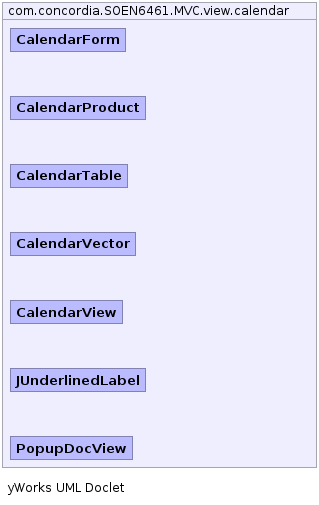 com.concordia.SOEN6461.MVC.view.calendar
CalendarForm
CalendarProduct
CalendarTable
CalendarVector
CalendarView
JUnderlinedLabel
PopupDocView
yWorks UML Doclet